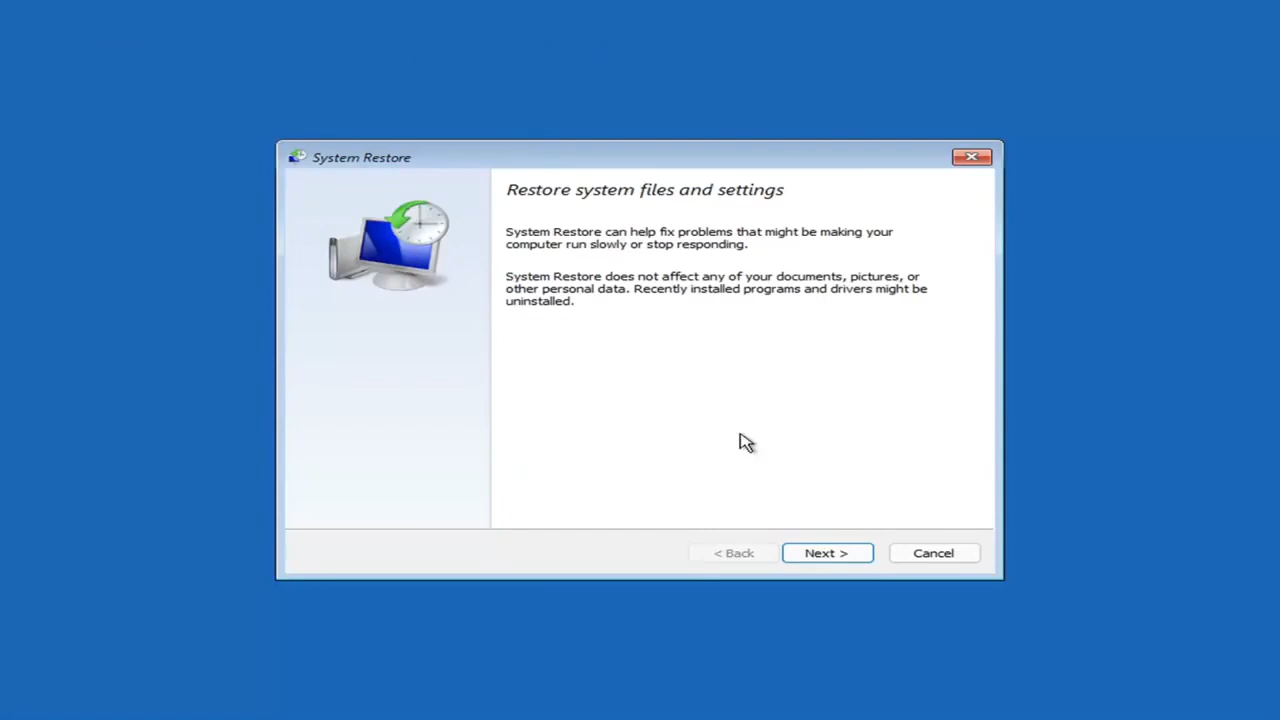 System Restore
Restore system files and settings
System Restore can help fix problems that might be making your
computer run slowly or stop responding.
System Restore does not affect any of your documents, pictures, or
other personal data. Recently installed programs and drivers might be
uninstalled.
< Back
Next >
Cancel